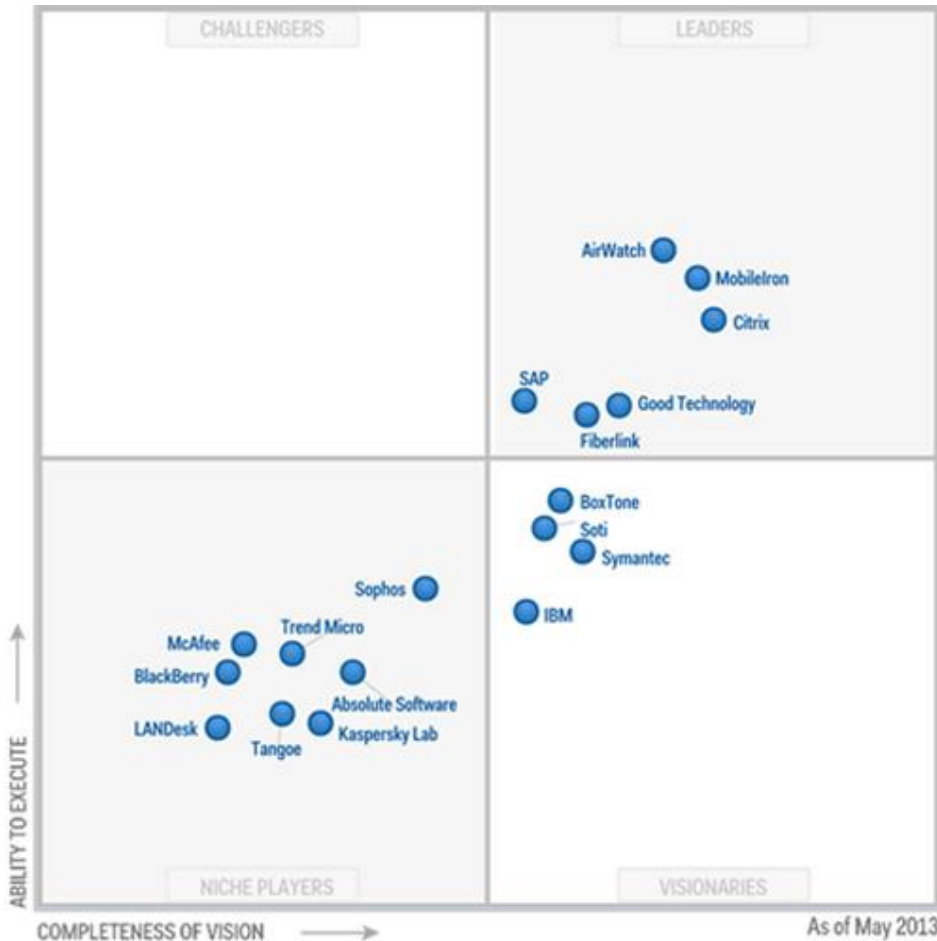 CHALLENGERS
LEADERS
AirWatch
MobileIron
Citrix
SAP
Good Technology
Fiberlink
BoxTone
Soti
Symantec
Sophos
IBM
Trend Micro
McAfee
BlackBerry
Absolute Software
LANDesk
Kaspersky Lab
Tangoe
ABILITY TO EXECUTE
NICHE PLAYERS
VISIONARIES
COMPLETENESS OF VISION
As of May 2013